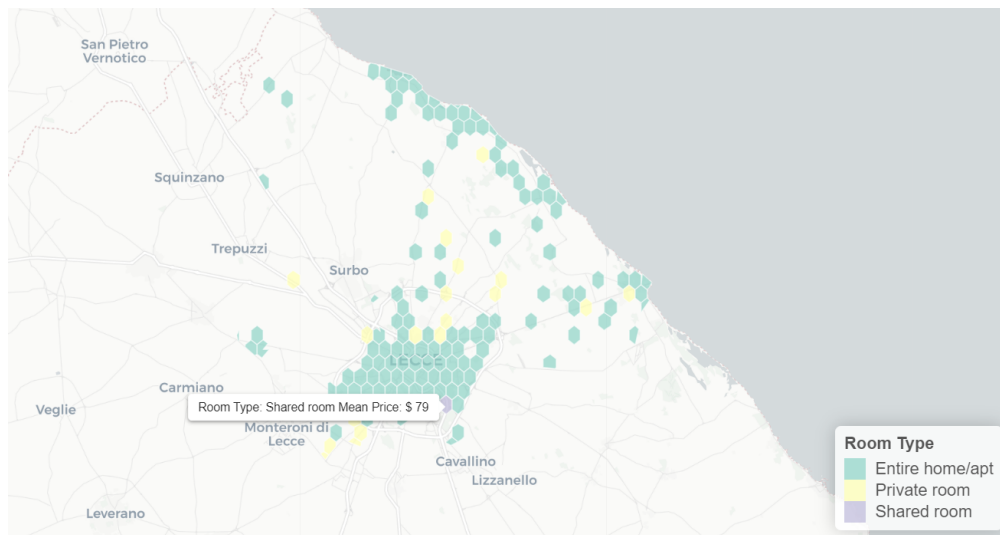 San Pietro
Vernotico
Squinzano
Trepuzzi
Surbo
LECCE
Carmiano
Room Type: Shared room Mean Price: $ 79
Veglie
Monteroni di
Lecce
Cavallino
Lizzanello
Leverano
Room Type
Entire home/apt
Private room
Shared room